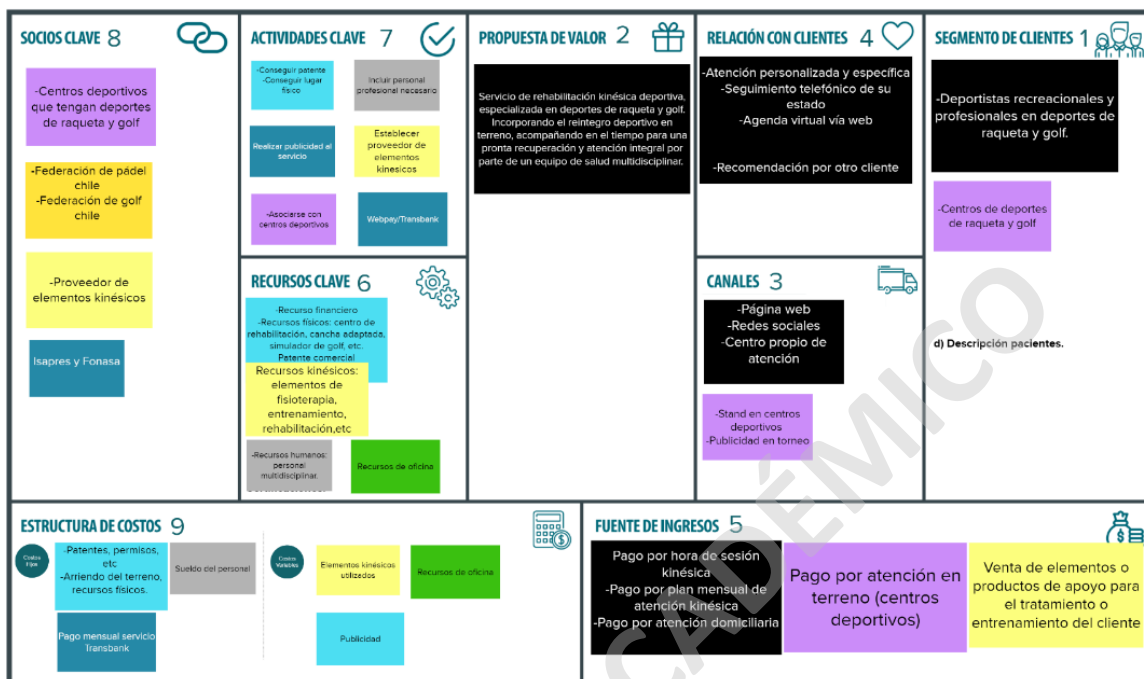 SOCIOS CLAVE 8
-Centros deportivos
que tengan deportes
de raqueta y golf
-Federación de pádel
chile
-Federación de golf
chile
-Proveedor de
elementos kinésicos
Isapres y Fonasa
ACTIVIDADES CLAVE 7
-Conseguir patente
-Conseguir lugar
físico
Incluir personal
profesional necesario
Realizar publicidad al
servicio
Establecer
proveedor de
elementos
kinesicos
-Asociarse con
centros deportivos
Webpay/Transbank
RECURSOS CLAVE 6
-Recurso financiero
-Recursos físicos: centro de
rehabilitación, cancha adaptada,
simulador de golf, etc.
Patente comercial
Recursos kinésicos:
elementos de
fisioterapia,
entrenamiento,
rehabilitación,etc
-Recursos humanos:
personal
multidisciplinar.
Recursos de oficina
PROPUESTA DE VALOR 2
Servicio de rehabilitación kinésica deportiva,
especializada en deportes de raqueta y golf.
Incorporando el reintegro deportivo en
terreno, acompañando en el tiempo para una
pronta recuperación y atención integral por
parte de un equipo de salud multidisciplinar.
RELACIÓN CON CLIENTES 4
-Atención personalizada y específica
-Seguimiento telefónico de su
estado
-Agenda virtual vía web
-Recomendación por otro cliente
CANALES 3
-Página web
-Redes sociales
-Centro propio de
atención
-Stand en centros
deportivos
-Publicidad en torneo
SEGMENTO DE CLIENTES 1
-Deportistas recreacionales y
profesionales en deportes de
raqueta y golf.
-Centros de deportes
de raqueta y golf
d) Descripción pacientes.
ESTRUCTURA DE COSTOS 9
Costos
Fijos
-Patentes, permisos,
etc
-Arriendo del terreno,
recursos físicos.
Sueldo del personal
Pago mensual servicio
Transbank
Costos
Variables
Elementos kinésicos
utilizados
Recursos de oficina
Publicidad
FUENTE DE INGRESOS 5
Pago por hora de sesión
kinésica
-Pago por plan mensual de
atención kinésica
-Pago por atención domiciliaria
Pago por atención en
terreno (centros
deportivos)
Venta de elementos o
productos de apoyo para
el tratamiento o
entrenamiento del cliente
CADÉMICO